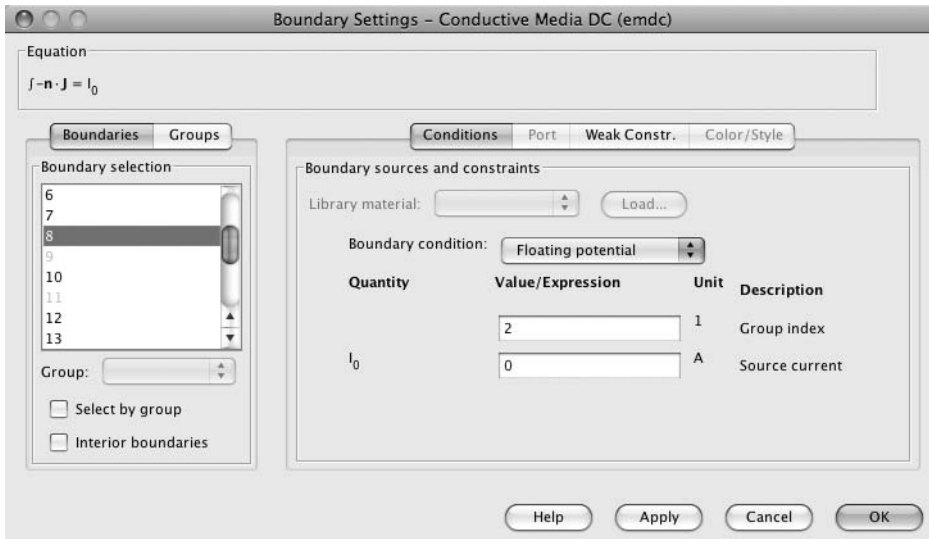 Boundary Settings – Conductive Media DC (emdc)
Equation
∫-n · J = I₀
Boundaries Groups
Boundary selection
6
7
8
9
10
11
12
13
Group:
Select by group
Interior boundaries
Conditions Port Weak Constr. Color/Style
Boundary sources and constraints
Library material: Load...
Boundary condition: Floating potential
Quantity Value/Expression Unit Description
2 1 Group index
I₀ 0 A Source current
Help Apply Cancel OK